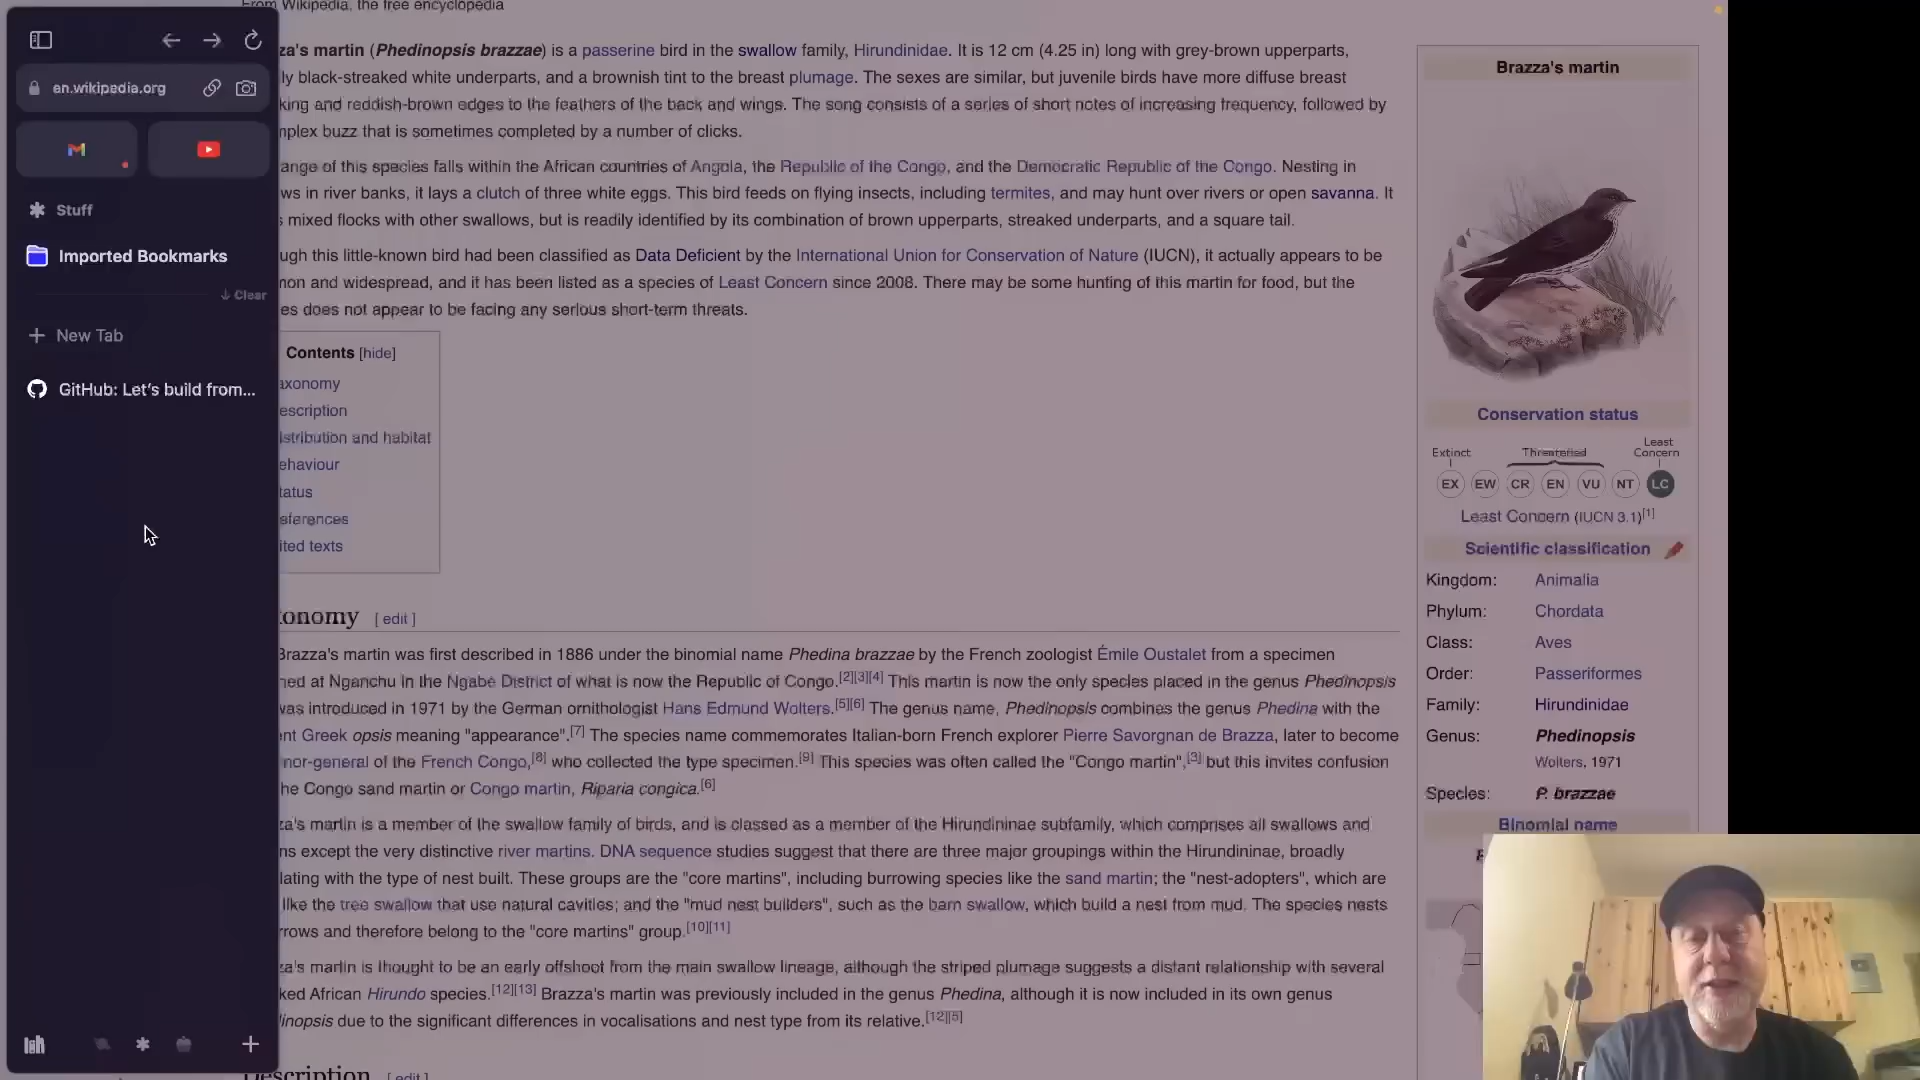 From Wikipedia, the free encyclopedia
en.wikipedia.org
Stuff
Imported Bookmarks
Clear
New Tab
GitHub: Let's build from...
za's martin (Phedinopsis brazzae) is a passerine bird in the swallow family, Hirundinidae. It is 12 cm (4.25 in) long with grey-brown upperparts,
ly black-streaked white underparts, and a brownish tint to the breast plumage. The sexes are similar, but juvenile birds have more diffuse breast
king and reddish-brown edges to the feathers of the back and wings. The song consists of a series of short notes of increasing frequency, followed by
mplex buzz that is sometimes completed by a number of clicks.
ange of this species falls within the African countries of Angola, the Republic of the Congo, and the Democratic Republic of the Congo. Nesting in
ws in river banks, it lays a clutch of three white eggs. This bird feeds on flying insects, including termites, and may hunt over rivers or open savanna. It
s mixed flocks with other swallows, but is readily identified by its combination of brown upperparts, streaked underparts, and a square tail.
ugh this little-known bird had been classified as Data Deficient by the International Union for Conservation of Nature (IUCN), it actually appears to be
mon and widespread, and it has been listed as a species of Least Concern since 2008. There may be some hunting of this martin for food, but the
es does not appear to be facing any serious short-term threats.
Contents [hide]
axonomy
escription
istribution and habitat
ehaviour
tatus
eferences
ited texts
onomy [ edit ]
Brazza's martin was first described in 1886 under the binomial name Phedina brazzae by the French zoologist Émile Oustalet from a specimen
ned at Nganchu in the Ngabé District of what is now the Republic of Congo.[2][3][4] This martin is now the only species placed in the genus Phedinopsis
was introduced in 1971 by the German ornithologist Hans Edmund Wolters.[5][6] The genus name, Phedinopsis combines the genus Phedina with the
nt Greek opsis meaning "appearance".[7] The species name commemorates Italian-born French explorer Pierre Savorgnan de Brazza, later to become
nor-general of the French Congo,[8] who collected the type specimen.[9] This species was often called the "Congo martin",[3] but this invites confusion
he Congo sand martin or Congo martin, Riparia congica.[6]
za's martin is a member of the swallow family of birds, and is classed as a member of the Hirundininae subfamily, which comprises all swallows and
ns except the very distinctive river martins. DNA sequence studies suggest that there are three major groupings within the Hirundininae, broadly
lating with the type of nest built. These groups are the "core martins", including burrowing species like the sand martin; the "nest-adopters", which are
like the tree swallow that use natural cavities; and the "mud nest builders", such as the barn swallow, which build a nest from mud. The species nests
rrows and therefore belong to the "core martins" group.[10][11]
za's martin is thought to be an early offshoot from the main swallow lineage, although the striped plumage suggests a distant relationship with several
ked African Hirundo species.[12][13] Brazza's martin was previously included in the genus Phedina, although it is now included in its own genus
inopsis due to the significant differences in vocalisations and nest type from its relative.[12][5]
Description [ edit ]
Brazza's martin
Conservation status
Extinct Threatened Least Concern
EX EW CR EN VU NT LC
Least Concern (IUCN 3.1)[1]
Scientific classification
Kingdom: Animalia
Phylum: Chordata
Class: Aves
Order: Passeriformes
Family: Hirundinidae
Genus: Phedinopsis
Wolters, 1971
Species: P. brazzae
Binomial name